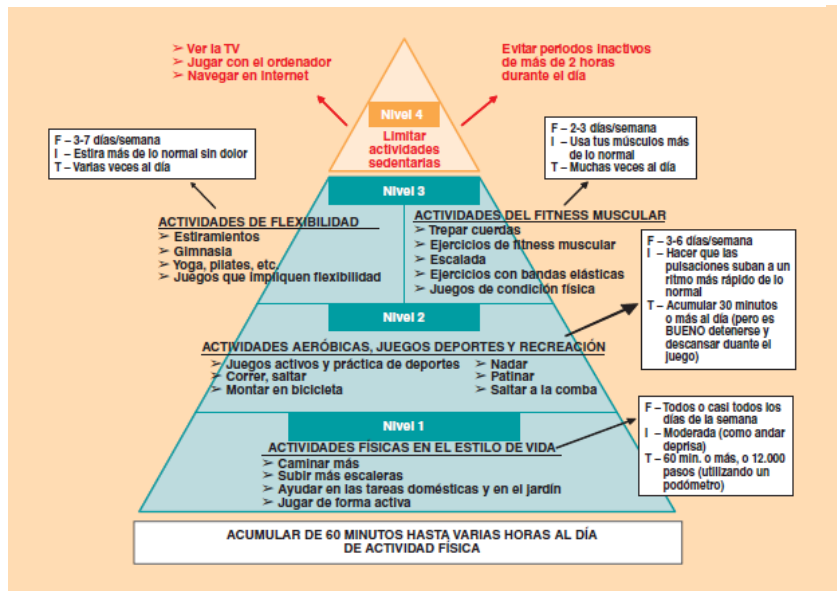 ➢ Ver la TV
➢ Jugar con el ordenador
➢ Navegar en Internet
Evitar periodos inactivos
de más de 2 horas
durante el día
Nivel 4
Limitar
actividades
sedentarias
F – 3-7 días/semana
I – Estira más de lo normal sin dolor
T – Varias veces al día
F – 2-3 días/semana
I – Usa tus músculos más
de lo normal
T – Muchas veces al día
Nivel 3
ACTIVIDADES DE FLEXIBILIDAD
➢ Estiramientos
➢ Gimnasia
➢ Yoga, pilates, etc.
➢ Juegos que impliquen flexibilidad
ACTIVIDADES DEL FITNESS MUSCULAR
➢ Trepar cuerdas
➢ Ejercicios de fitness muscular
➢ Escalada
➢ Ejercicios con bandas elásticas
➢ Juegos de condición física
F – 3-6 días/semana
I – Hacer que las
pulsaciones suban a un
ritmo más rápido de lo
normal
T – Acumular 30 minutos
o más al día (pero es
BUENO detenerse y
descansar duante el
juego)
Nivel 2
ACTIVIDADES AERÓBICAS, JUEGOS DEPORTES Y RECREACIÓN
➢ Juegos activos y práctica de deportes
➢ Correr, saltar
➢ Montar en bicicleta
➢ Nadar
➢ Patinar
➢ Saltar a la comba
Nivel 1
ACTIVIDADES FÍSICAS EN EL ESTILO DE VIDA
➢ Caminar más
➢ Subir más escaleras
➢ Ayudar en las tareas domésticas y en el jardín
➢ Jugar de forma activa
F – Todos o casi todos los
días de la semana
I – Moderada (como andar
deprisa)
T – 60 min. o más, o 12.000
pasos (utilizando un
podómetro)
ACUMULAR DE 60 MINUTOS HASTA VARIAS HORAS AL DÍA
DE ACTIVIDAD FÍSICA